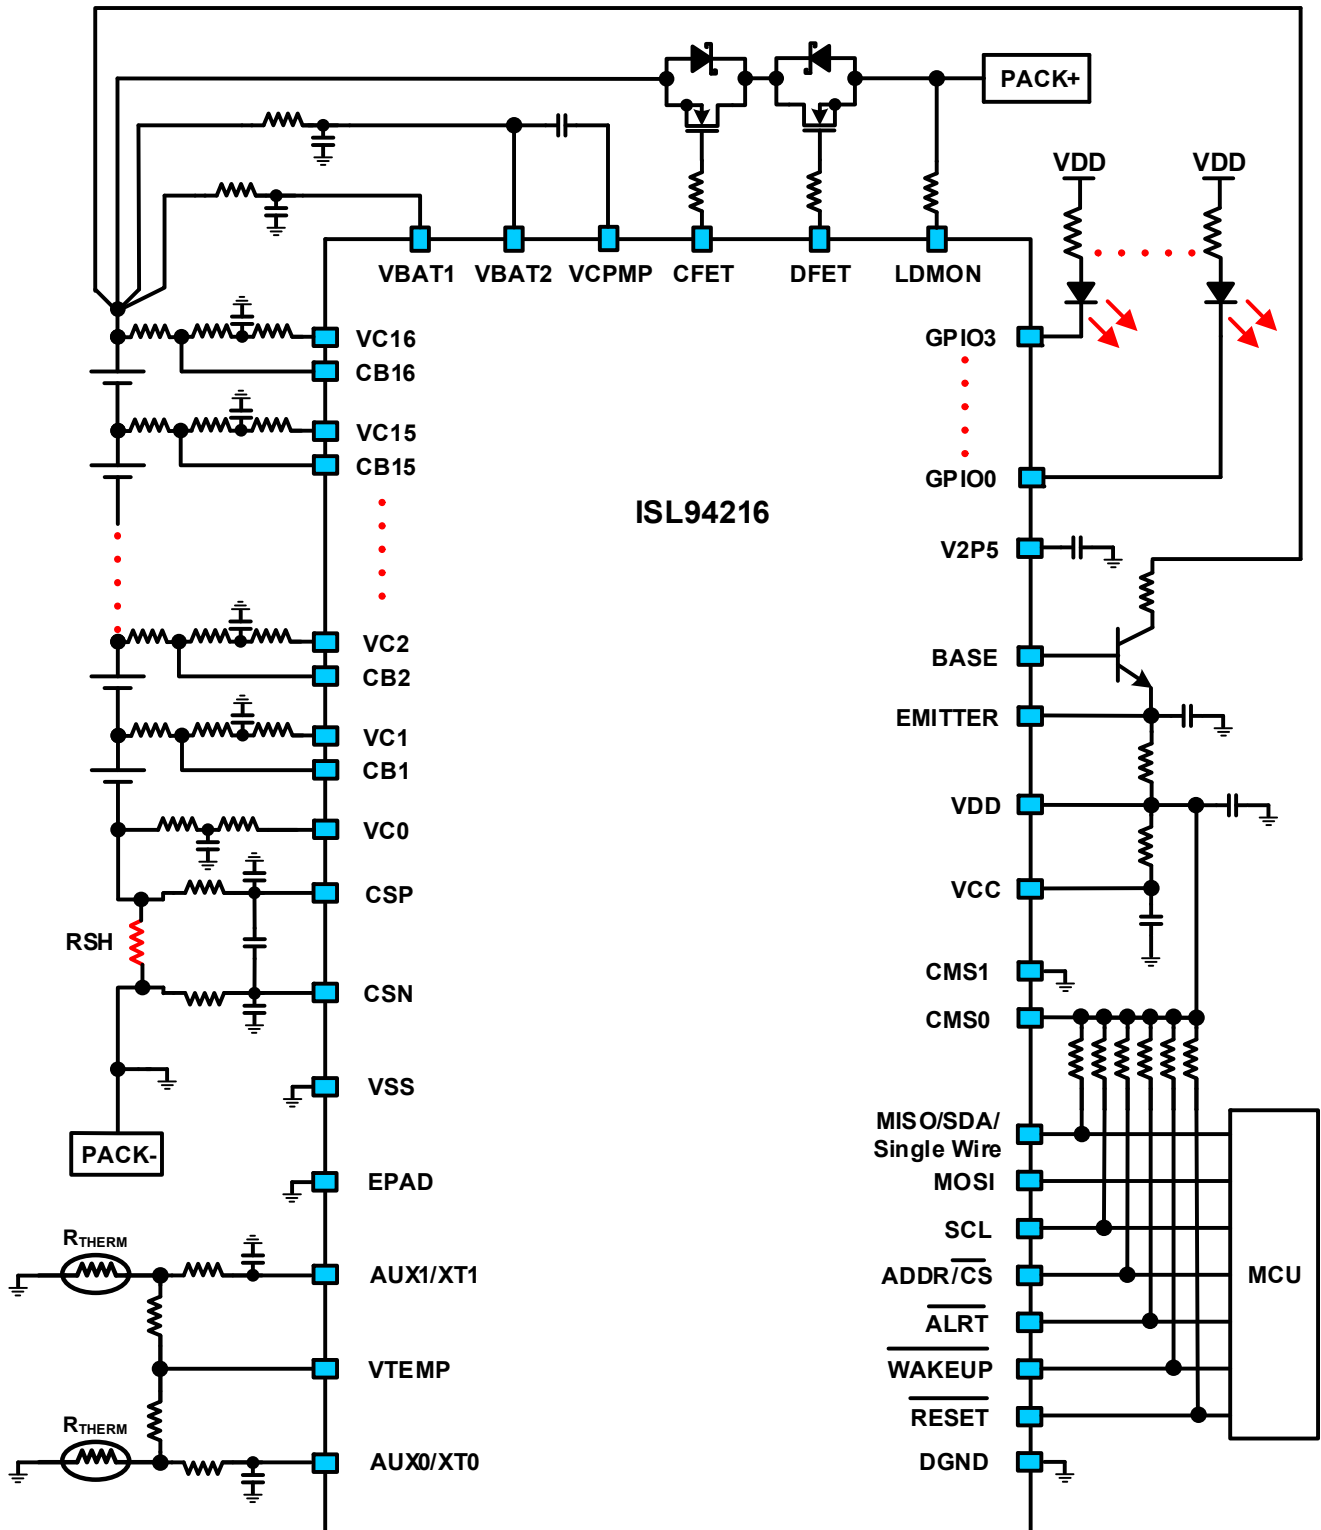 PACK+
VDD
VDD
VBAT1
VBAT2
VCPMP
CFET
DFET
LDMON
VC16
CB16
VC15
CB15
VC2
CB2
VC1
CB1
VC0
CSP
RSH
CSN
VSS
PACK-
EPAD
RTHERM
AUX1/XT1
VTEMP
RTHERM
AUX0/XT0
ISL94216
GPIO3
GPIO0
V2P5
BASE
EMITTER
VDD
VCC
CMS1
CMS0
MISO/SDA/
Single Wire
MOSI
SCL
ADDR/CS
ALRT
WAKEUP
RESET
DGND
MCU